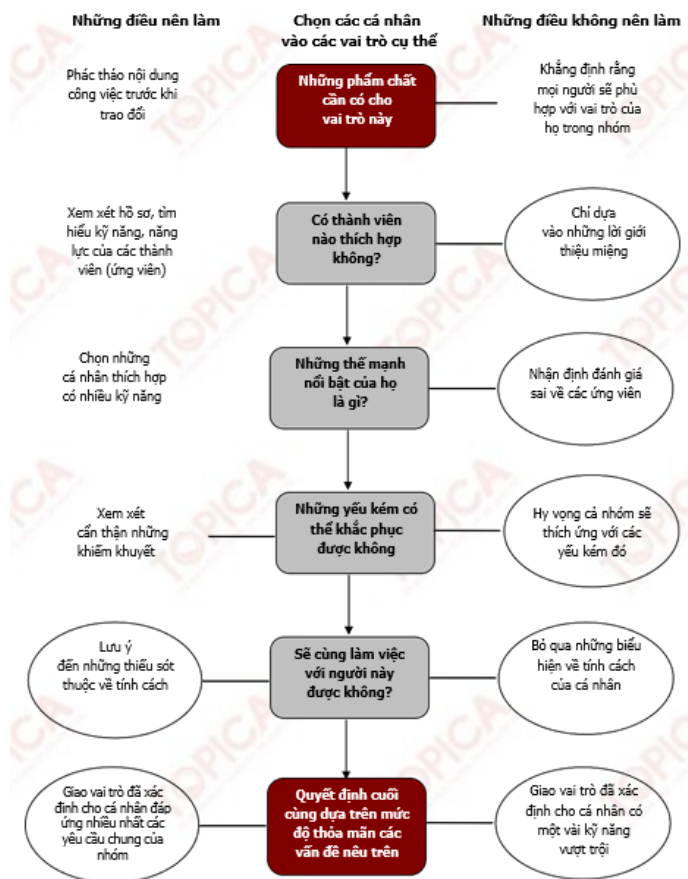 Những điều nên làm
Chọn các cá nhân
vào các vai trò cụ thể
Những điều không nên làm
Phác thảo nội dung
công việc trước khi
trao đổi
Những phẩm chất
cần có cho
vai trò này
Khẳng định rằng
mọi người sẽ phù
hợp với vai trò của
họ trong nhóm
Xem xét hồ sơ, tìm
hiểu kỹ năng, năng
lực của các thành
viên (ứng viên)
Có thành viên
nào thích hợp
không?
Chỉ dựa
vào những lời giới
thiệu miệng
Chọn những
cá nhân thích hợp
có nhiều kỹ năng
Những thế mạnh
nổi bật của họ
là gì?
Nhận định đánh giá
sai về các ứng viên
Xem xét
cẩn thận những
khiếm khuyết
Những yếu kém có
thể khắc phục
được không
Hy vọng cả nhóm sẽ
thích ứng với các
yếu kém đó
Lưu ý
đến những thiếu sót
thuộc về tính cách
Sẽ cùng làm việc
với người này
được không?
Bỏ qua những biểu
hiện về tính cách
của cá nhân
Giao vai trò đã xác
định cho cá nhân đáp
ứng nhiều nhất các
yêu cầu chung của
nhóm
Quyết định cuối
cùng dựa trên mức
độ thỏa mãn các
vấn đề nêu trên
Giao vai trò đã xác
định cho cá nhân có
một vài kỹ năng
vượt trội
TOPICA